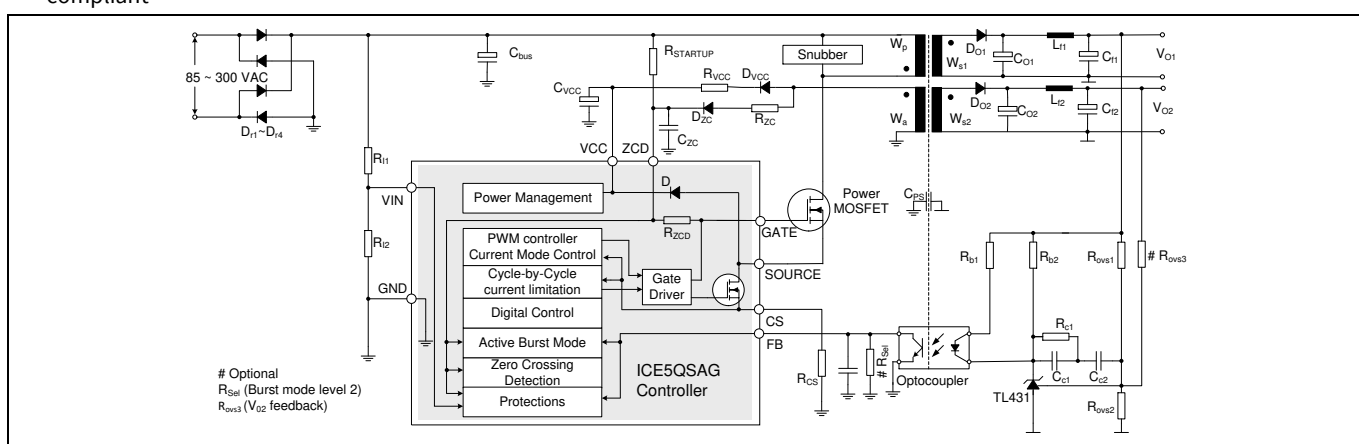 compliant
85 ~ 300 VAC
Dr1~Dr4
Cbus
RSTARTUP
Snubber
Wp
Ws1
DO1
CO1
Lf1
Cf1
VO1
CVCC
RVCC
DVCC
DZC
RZC
CZC
Wa
Ws2
DO2
CO2
Lf2
Cf2
VO2
VCC
ZCD
RI1
VIN
RI2
GND
Power Management
D
RZCD
GATE
Power
MOSFET
CPS
SOURCE
PWM controller
Current Mode Control
Cycle-by-Cycle
current limitation
Gate
Driver
Digital Control
CS
FB
Active Burst Mode
Zero Crossing
Detection
Protections
ICE5QSAG
Controller
RCS
# RSel
Optocoupler
Rb1
Rb2
Rovs1
# Rovs3
Rc1
Cc1
Cc2
TL431
Rovs2
# Optional
RSel (Burst mode level 2)
Rovs3 (V02 feedback)